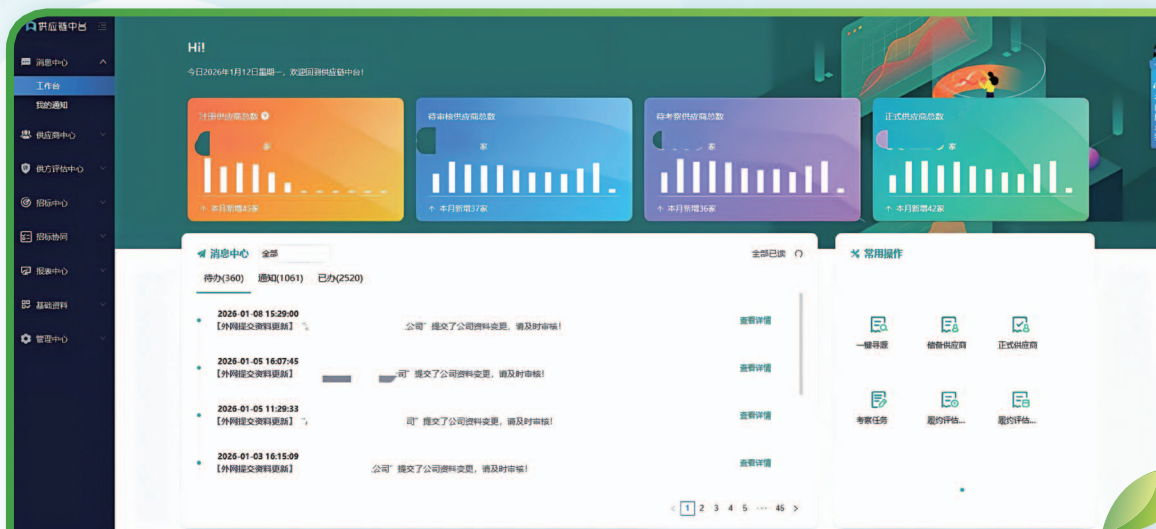 供应链中台
消息中心
工作台
我的通知
供应商中心
供方评估中心
招标中心
招标协同
报表中心
基础资料
管理中心
Hi!
今日2026年1月12日星期一，欢迎回到供应链中台!
注册供应商总数
家
↑ 本月新增45家
待审核供应商总数
家
↑ 本月新增37家
待考察供应商总数
家
↑ 本月新增36家
正式供应商总数
家
↑ 本月新增42家
消息中心 全部 全部已读
待办(360) 通知(1061) 已办(2520)
2026-01-08 15:29:00
【外网提交资料更新】 公司" 提交了公司资料变更，请及时审核! 查看详情
2026-01-05 16:07:45
【外网提交资料更新】 司" 提交了公司资料变更，请及时审核! 查看详情
2026-01-05 11:29:33
【外网提交资料更新】 司" 提交了公司资料变更，请及时审核! 查看详情
2026-01-03 16:15:09
【外网提交资料更新】 公司" 提交了公司资料变更，请及时审核! 查看详情
< 1 2 3 4 5 ··· 45 >
常用操作
一键寻源 储备供应商 正式供应商
考察任务 履约评估... 履约评估...